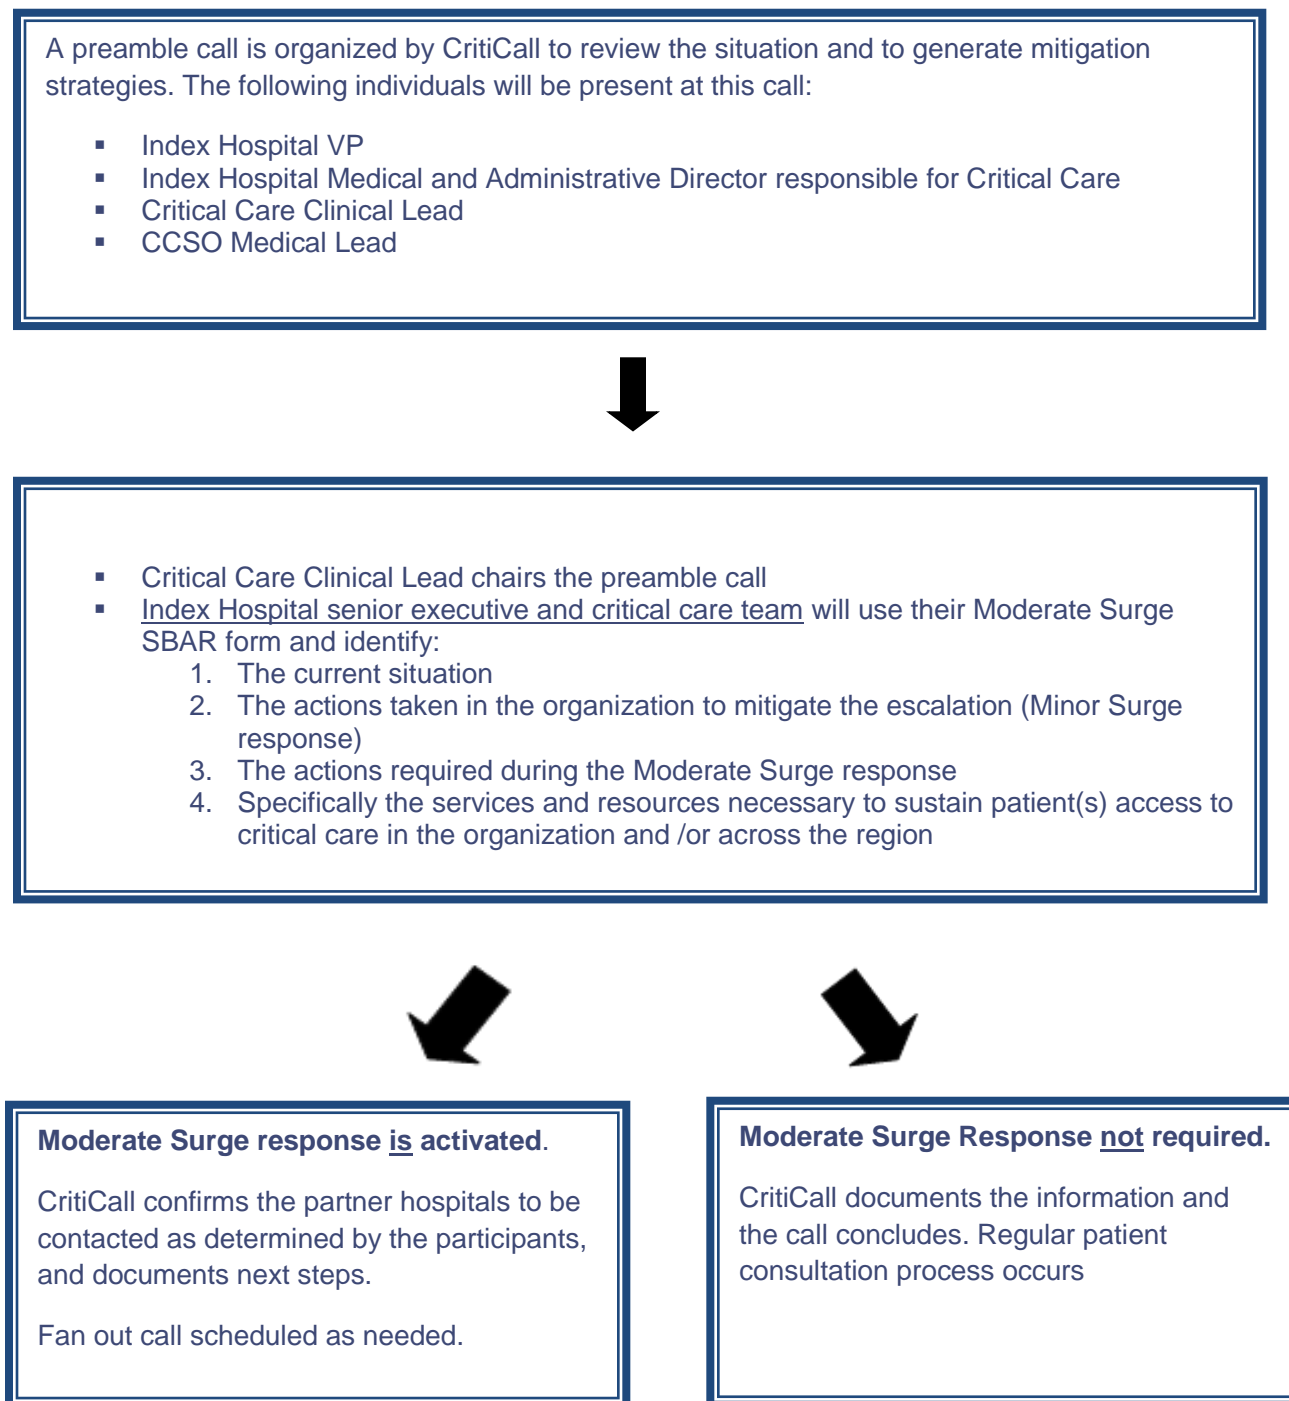 A preamble call is organized by CritiCall to review the situation and to generate mitigation
strategies. The following individuals will be present at this call:
▪ Index Hospital VP
▪ Index Hospital Medical and Administrative Director responsible for Critical Care
▪ Critical Care Clinical Lead
▪ CCSO Medical Lead
▪ Critical Care Clinical Lead chairs the preamble call
▪ Index Hospital senior executive and critical care team will use their Moderate Surge
SBAR form and identify:
1. The current situation
2. The actions taken in the organization to mitigate the escalation (Minor Surge
response)
3. The actions required during the Moderate Surge response
4. Specifically the services and resources necessary to sustain patient(s) access to
critical care in the organization and /or across the region
Moderate Surge response is activated.
CritiCall confirms the partner hospitals to be
contacted as determined by the participants,
and documents next steps.
Fan out call scheduled as needed.
Moderate Surge Response not required.
CritiCall documents the information and
the call concludes. Regular patient
consultation process occurs